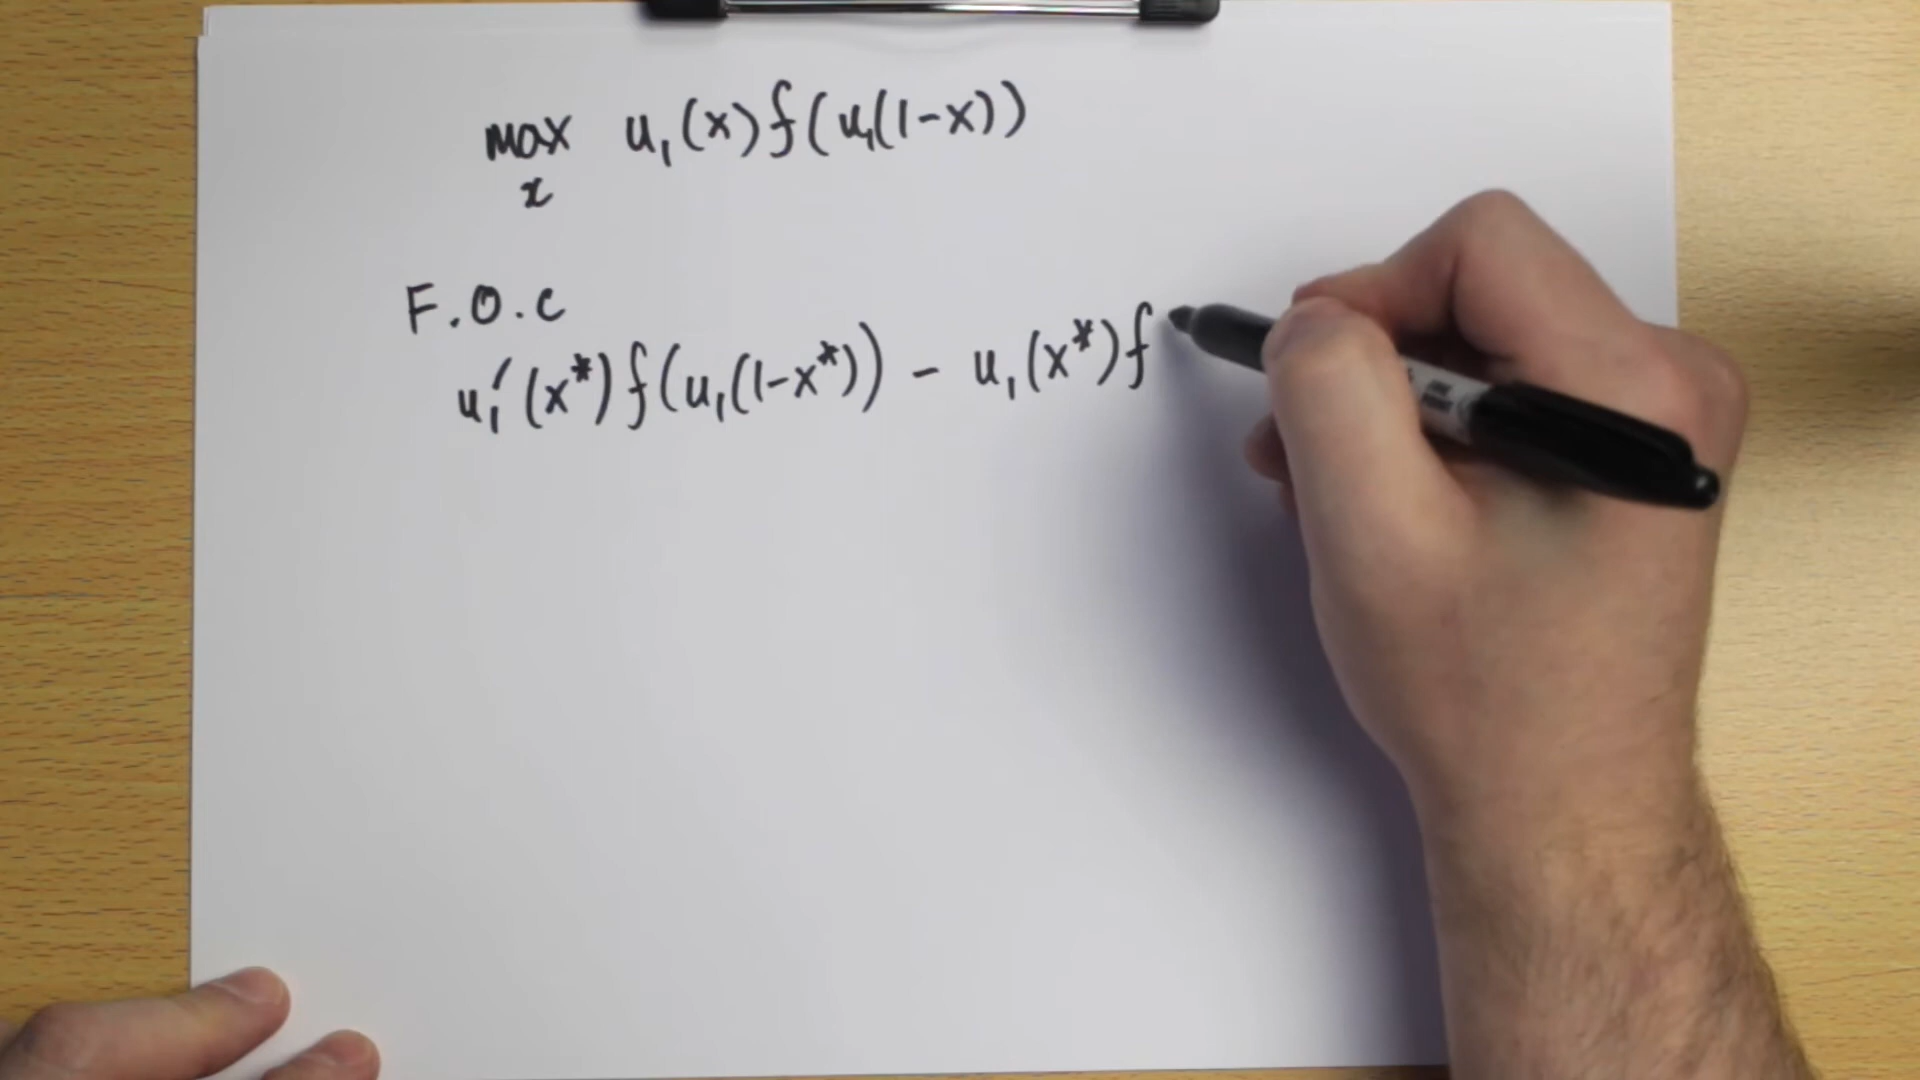 max u₁(x)f(u₁(1-x))
x
F.O.C
u₁′(x*)f(u₁(1-x*)) - u₁(x*)f